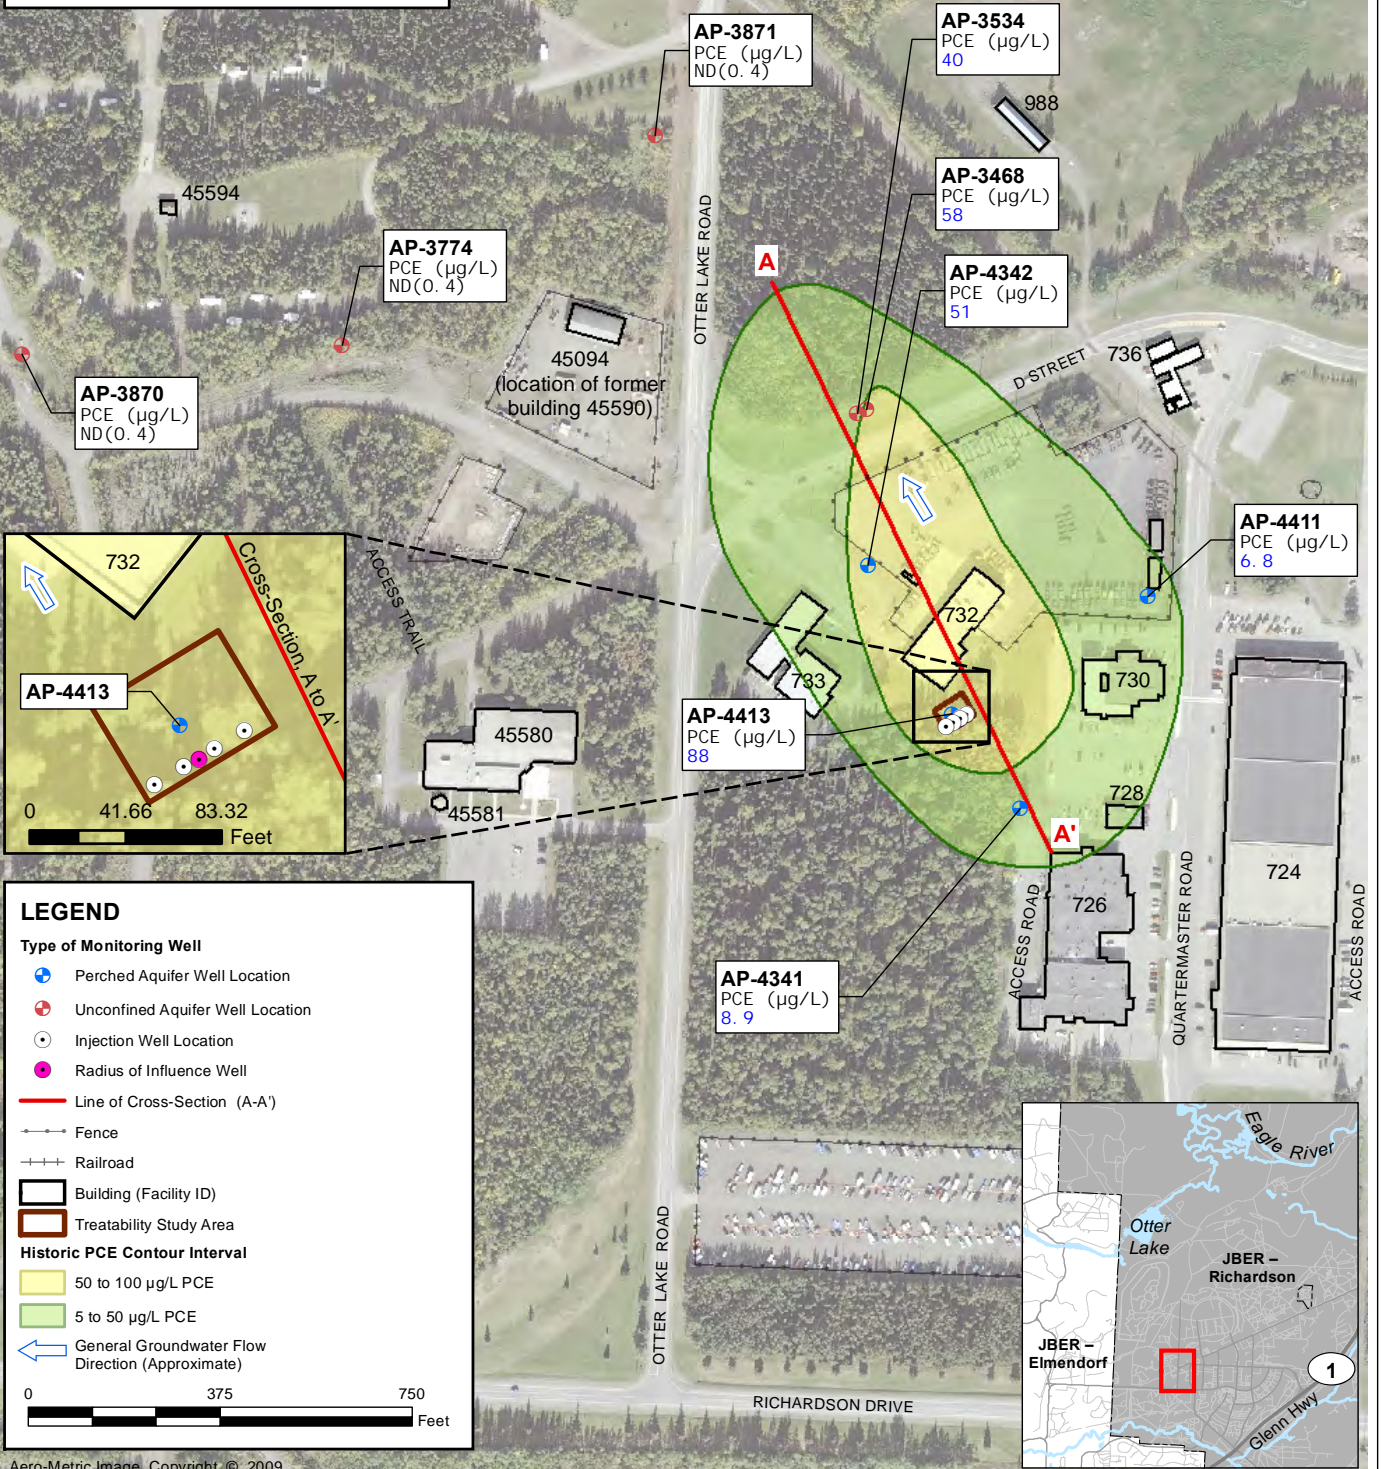 AP-3871
PCE (µg/L)
ND(0.4)
AP-3534
PCE (µg/L)
40
988
AP-3468
PCE (µg/L)
58
45594
AP-3774
PCE (µg/L)
ND(0.4)
OTTER LAKE ROAD
A
AP-4342
PCE (µg/L)
51
45094
(location of former
building 45590)
D STREET
736
AP-3870
PCE (µg/L)
ND(0.4)
AP-4411
PCE (µg/L)
6.8
732
Cross-Section, A to A'
AP-4413
0 41.66 83.32
Feet
ACCESS TRAIL
732
733
730
AP-4413
PCE (µg/L)
88
45580
45581
728
A'
724
726
ACCESS ROAD
QUARTERMASTER ROAD
ACCESS ROAD
AP-4341
PCE (µg/L)
8.9
LEGEND
Type of Monitoring Well
Perched Aquifer Well Location
Unconfined Aquifer Well Location
Injection Well Location
Radius of Influence Well
Line of Cross-Section (A-A')
Fence
Railroad
Building (Facility ID)
Treatability Study Area
Historic PCE Contour Interval
50 to 100 µg/L PCE
5 to 50 µg/L PCE
General Groundwater Flow
Direction (Approximate)
0 375 750
Feet
OTTER LAKE ROAD
RICHARDSON DRIVE
Eagle River
Otter
Lake
JBER –
Richardson
JBER –
Elmendorf
1
Glenn Hwy
Aero-Metric Image, Copyright, © 2009